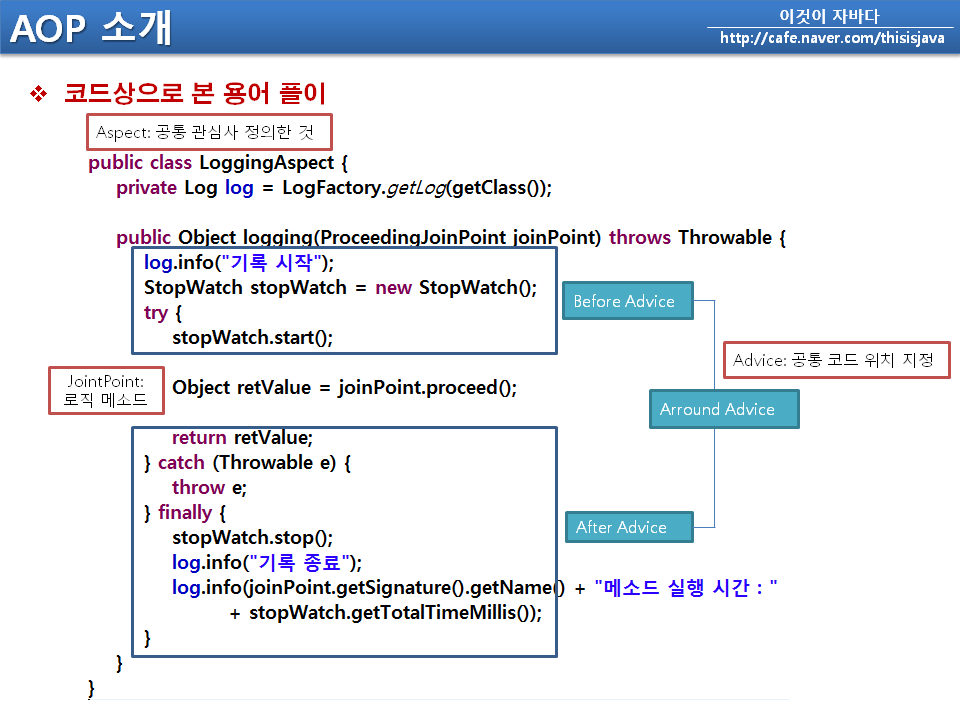 AOP 소개
이것이 자바다
http://cafe.naver.com/thisisjava
코드상으로 본 용어 플이
Aspect: 공통 관심사 정의한 것
public class LoggingAspect {
private Log log = LogFactory.getLog(getClass());
public Object logging(ProceedingJoinPoint joinPoint) throws Throwable {
log.info("기록 시작");
StopWatch stopWatch = new StopWatch();
Before Advice
try {
stopWatch.start();
Advice: 공통 코드 위치 지정
JointPoint:
로직 메소드
Object retValue = joinPoint.proceed();
Arround Advice
return retValue;
} catch (Throwable e) {
throw e;
} finally {
After Advice
stopWatch.stop();
log.info("기록 종료");
log.info(joinPoint.getSignature().getName() + "메소드 실행 시간 : "
+ stopWatch.getTotalTimeMillis());
}
}
}